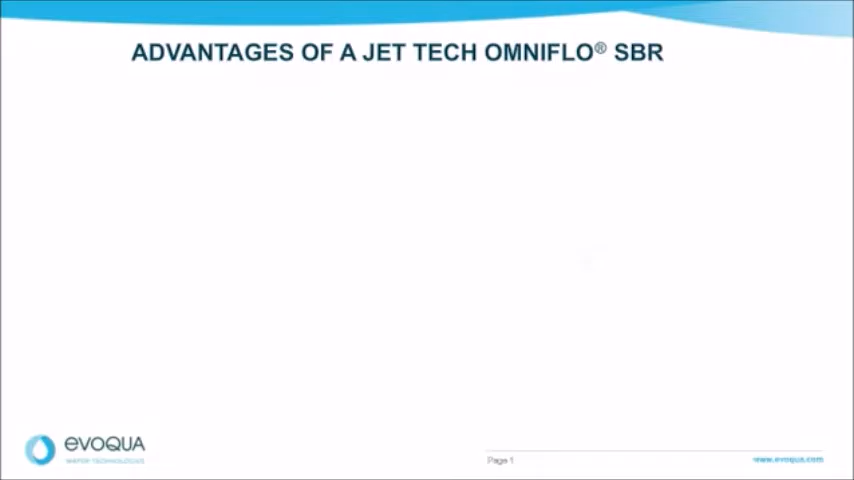 ADVANTAGES OF A JET TECH OMNIFLO® SBR
evoQUA
WATER TECHNOLOGIES
Page 1
www.evoqua.com